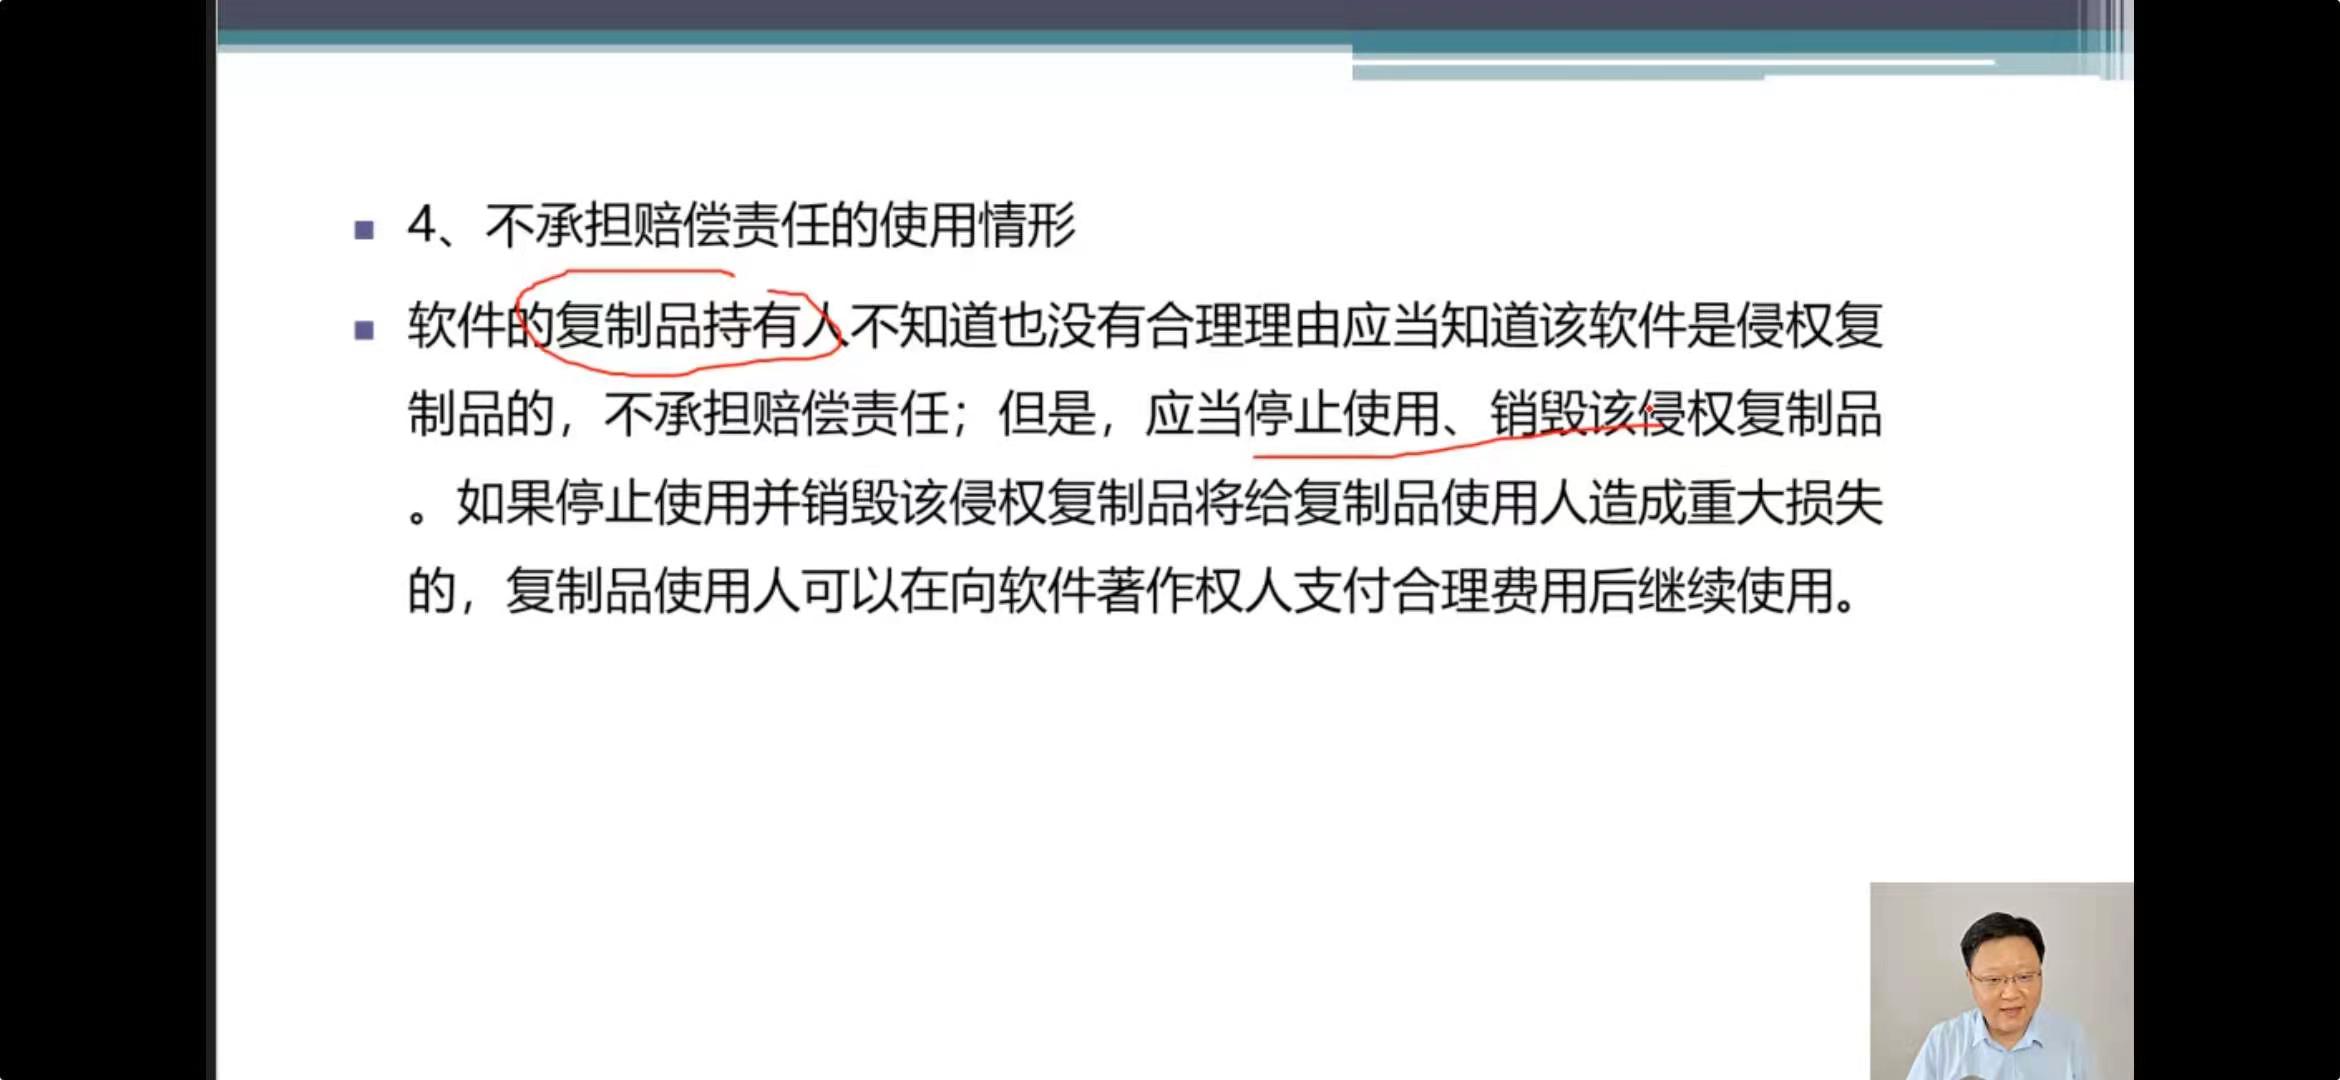 4、不承担赔偿责任的使用情形
软件的复制品持有人不知道也没有合理理由应当知道该软件是侵权复
制品的，不承担赔偿责任；但是，应当停止使用、销毁该侵权复制品
。如果停止使用并销毁该侵权复制品将给复制品使用人造成重大损失
的，复制品使用人可以在向软件著作权人支付合理费用后继续使用。